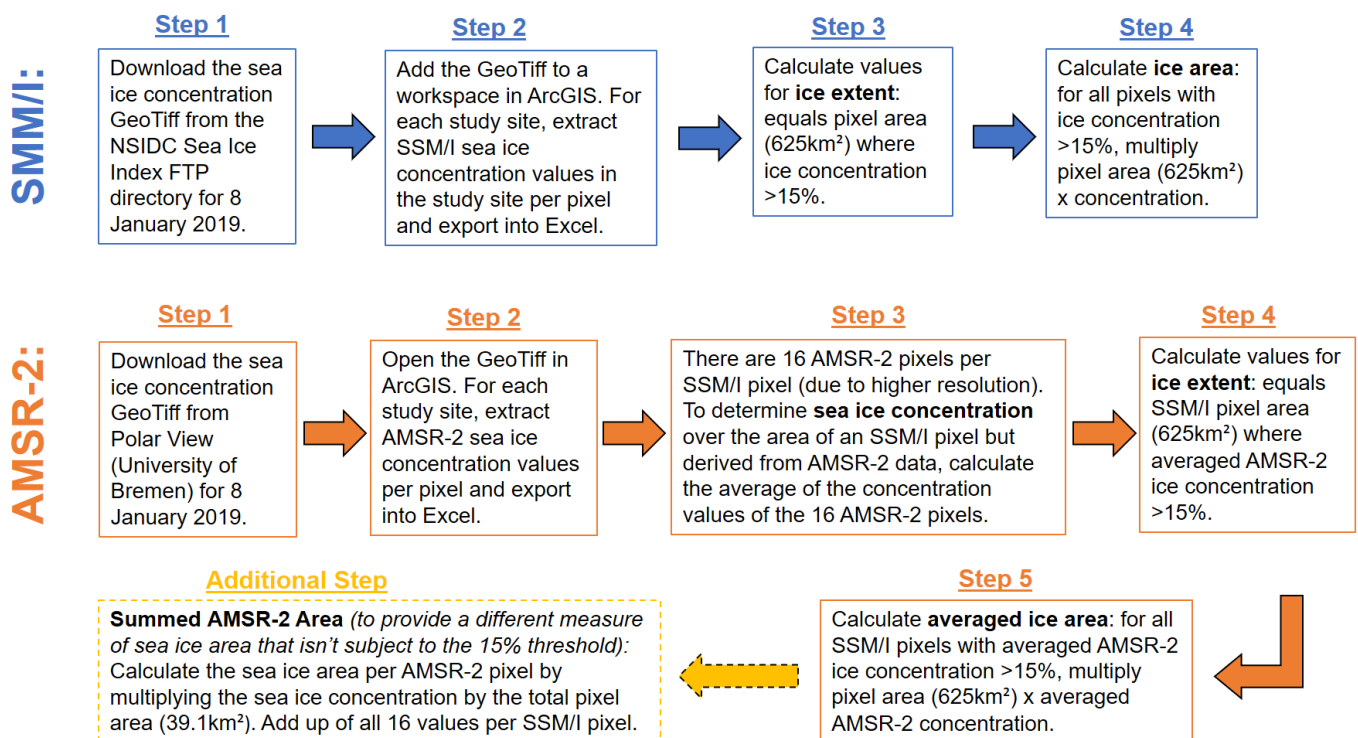 SMM/I:
Step 1
Download the sea
ice concentration
GeoTiff from the
NSIDC Sea Ice
Index FTP
directory for 8
January 2019.
Step 2
Add the GeoTiff to a
workspace in ArcGIS. For
each study site, extract
SSM/I sea ice
concentration values in
the study site per pixel
and export into Excel.
Step 3
Calculate values
for ice extent:
equals pixel area
(625km²) where
ice concentration
>15%.
Step 4
Calculate ice area:
for all pixels with
ice concentration
>15%, multiply
pixel area (625km²)
x concentration.
AMSR-2:
Step 1
Download the sea
ice concentration
GeoTiff from
Polar View
(University of
Bremen) for 8
January 2019.
Step 2
Open the GeoTiff in
ArcGIS. For each
study site, extract
AMSR-2 sea ice
concentration values
per pixel and export
into Excel.
Step 3
There are 16 AMSR-2 pixels per
SSM/I pixel (due to higher resolution).
To determine sea ice concentration
over the area of an SSM/I pixel but
derived from AMSR-2 data, calculate
the average of the concentration
values of the 16 AMSR-2 pixels.
Step 4
Calculate values for
ice extent: equals
SSM/I pixel area
(625km²) where
averaged AMSR-2
ice concentration
>15%.
Step 5
Calculate averaged ice area: for all
SSM/I pixels with averaged AMSR-2
ice concentration >15%, multiply
pixel area (625km²) x averaged
AMSR-2 concentration.
Additional Step
Summed AMSR-2 Area (to provide a different measure
of sea ice area that isn't subject to the 15% threshold):
Calculate the sea ice area per AMSR-2 pixel by
multiplying the sea ice concentration by the total pixel
area (39.1km²). Add up of all 16 values per SSM/I pixel.